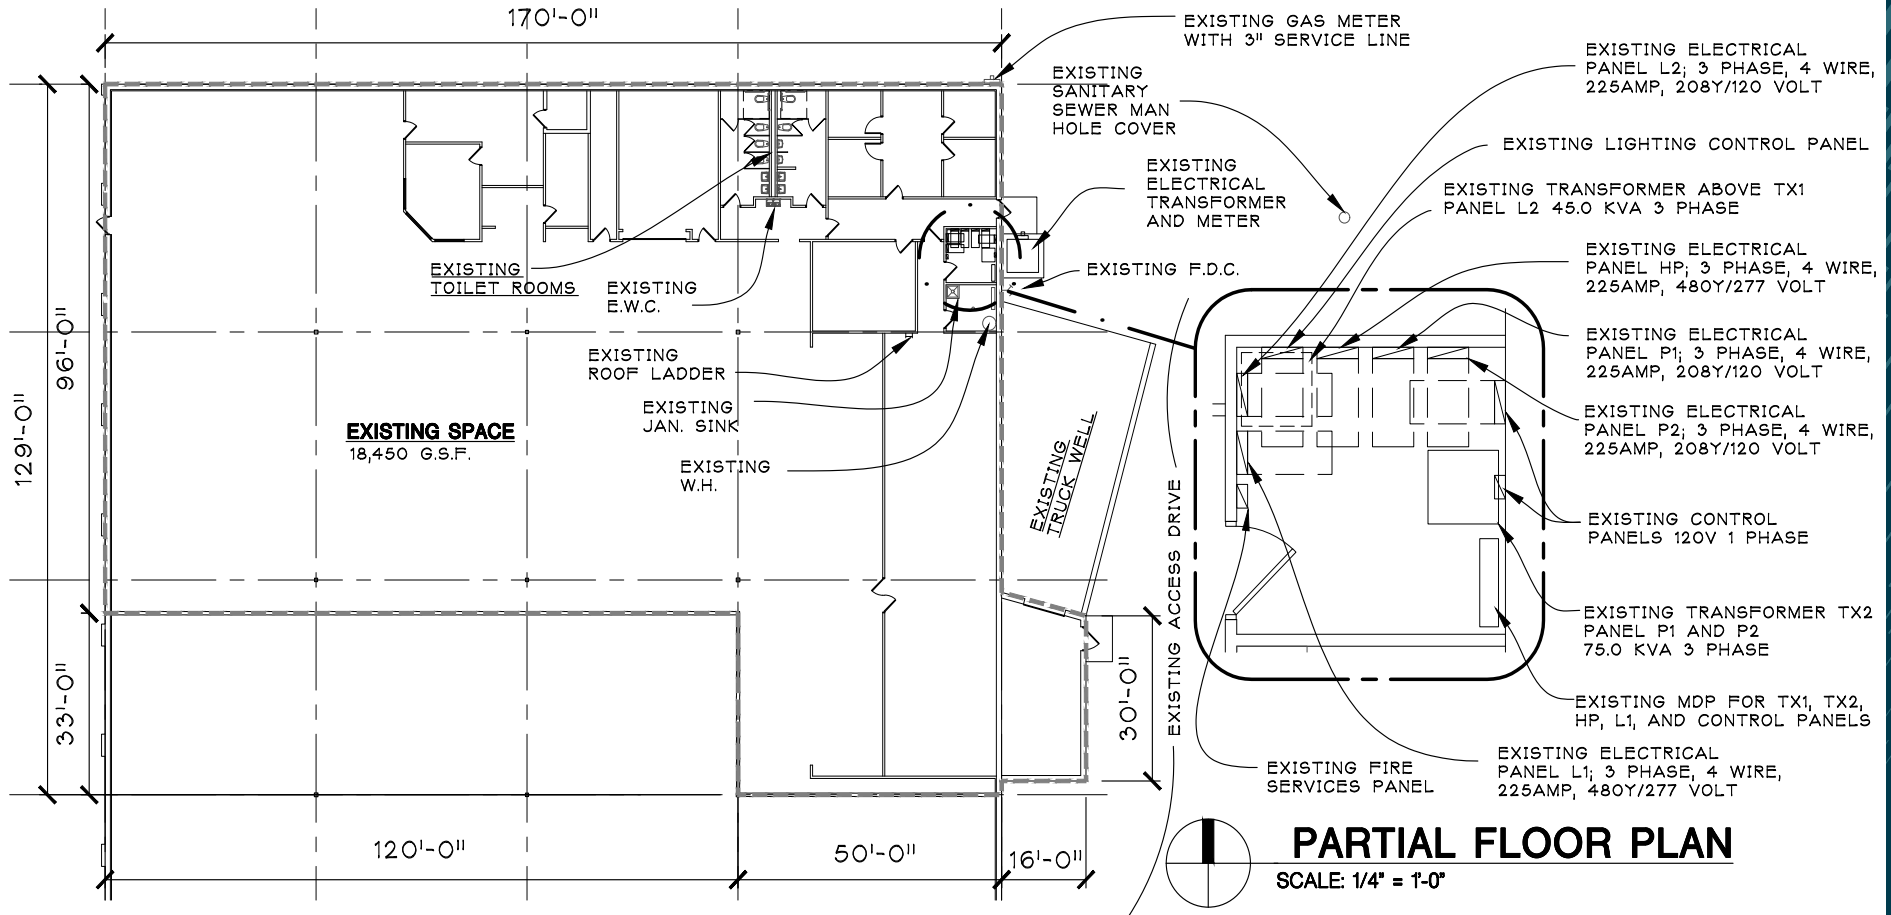 170'-0"
EXISTING GAS METER
WITH 3" SERVICE LINE
EXISTING
SANITARY
SEWER MAN
HOLE COVER
EXISTING ELECTRICAL
PANEL L2; 3 PHASE, 4 WIRE,
225AMP, 208Y/120 VOLT
EXISTING LIGHTING CONTROL PANEL
EXISTING
ELECTRICAL
TRANSFORMER
AND METER
EXISTING TRANSFORMER ABOVE TX1
PANEL L2 45.0 KVA 3 PHASE
EXISTING ELECTRICAL
PANEL HP; 3 PHASE, 4 WIRE,
225AMP, 480Y/277 VOLT
EXISTING F.D.C.
EXISTING
TOILET ROOMS
EXISTING
E.W.C.
EXISTING ELECTRICAL
PANEL P1; 3 PHASE, 4 WIRE,
225AMP, 208Y/120 VOLT
EXISTING
ROOF LADDER
EXISTING
JAN. SINK
EXISTING ELECTRICAL
PANEL P2; 3 PHASE, 4 WIRE,
225AMP, 208Y/120 VOLT
96'-0"
129'-0"
EXISTING SPACE
18,450 G.S.F.
EXISTING
W.H.
EXISTING
TRUCK WELL
EXISTING ACCESS DRIVE
EXISTING CONTROL
PANELS 120V 1 PHASE
EXISTING TRANSFORMER TX2
PANEL P1 AND P2
75.0 KVA 3 PHASE
33'-0"
30'-0"
EXISTING MDP FOR TX1, TX2,
HP, L1, AND CONTROL PANELS
EXISTING FIRE
SERVICES PANEL
EXISTING ELECTRICAL
PANEL L1; 3 PHASE, 4 WIRE,
225AMP, 480Y/277 VOLT
120'-0"
50'-0"
16'-0"
PARTIAL FLOOR PLAN
SCALE: 1/4" = 1'-0"